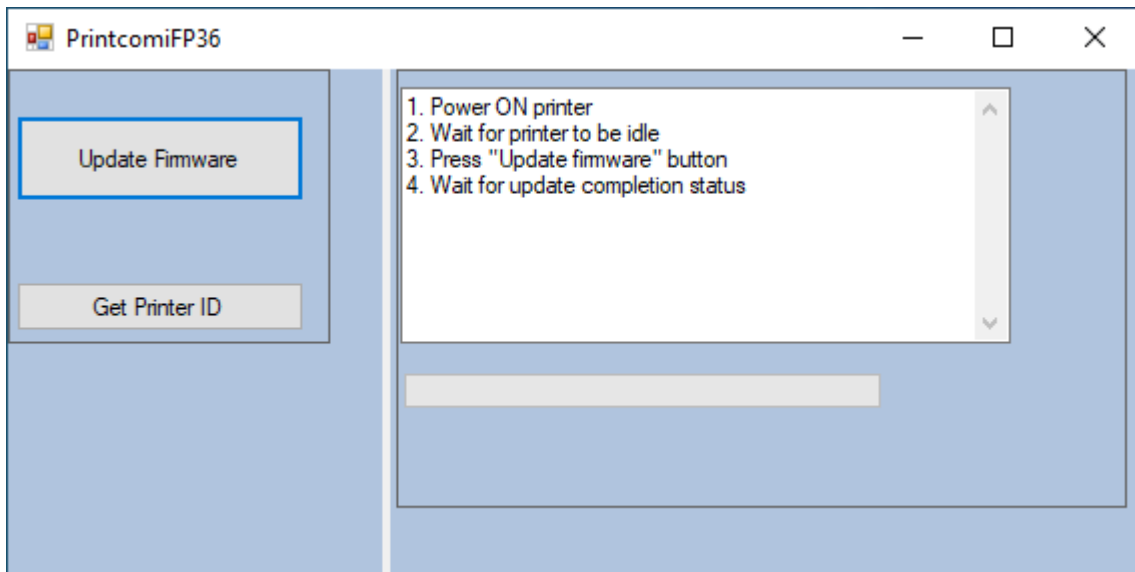 PrintcomiFP36
Update Firmware
Get Printer ID
1. Power ON printer
2. Wait for printer to be idle
3. Press "Update firmware" button
4. Wait for update completion status